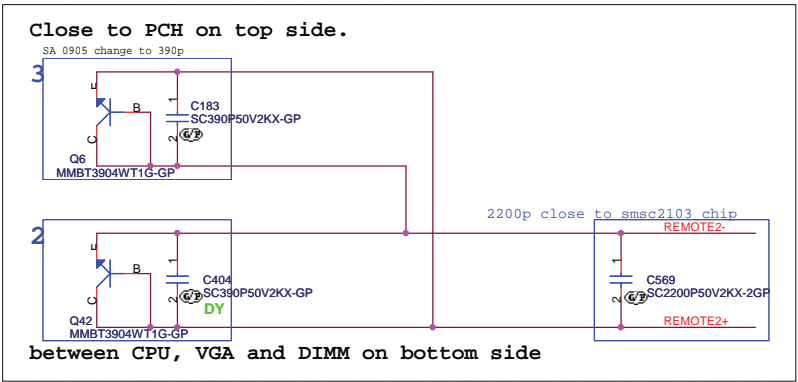 Close to PCH on top side.
SA 0905 change to 390p
3
E
B
C
1
2
C183
SC390P50V2KX-GP
G/P
Q6
MMBT3904WT1G-GP
2200p close to smsc2103 chip
REMOTE2-
2
E
B
C
1
2
C404
SC390P50V2KX-GP
G/P
DY
Q42
MMBT3904WT1G-GP
1
2
C569
SC2200P50V2KX-2GP
G/P
REMOTE2+
between CPU, VGA and DIMM on bottom side